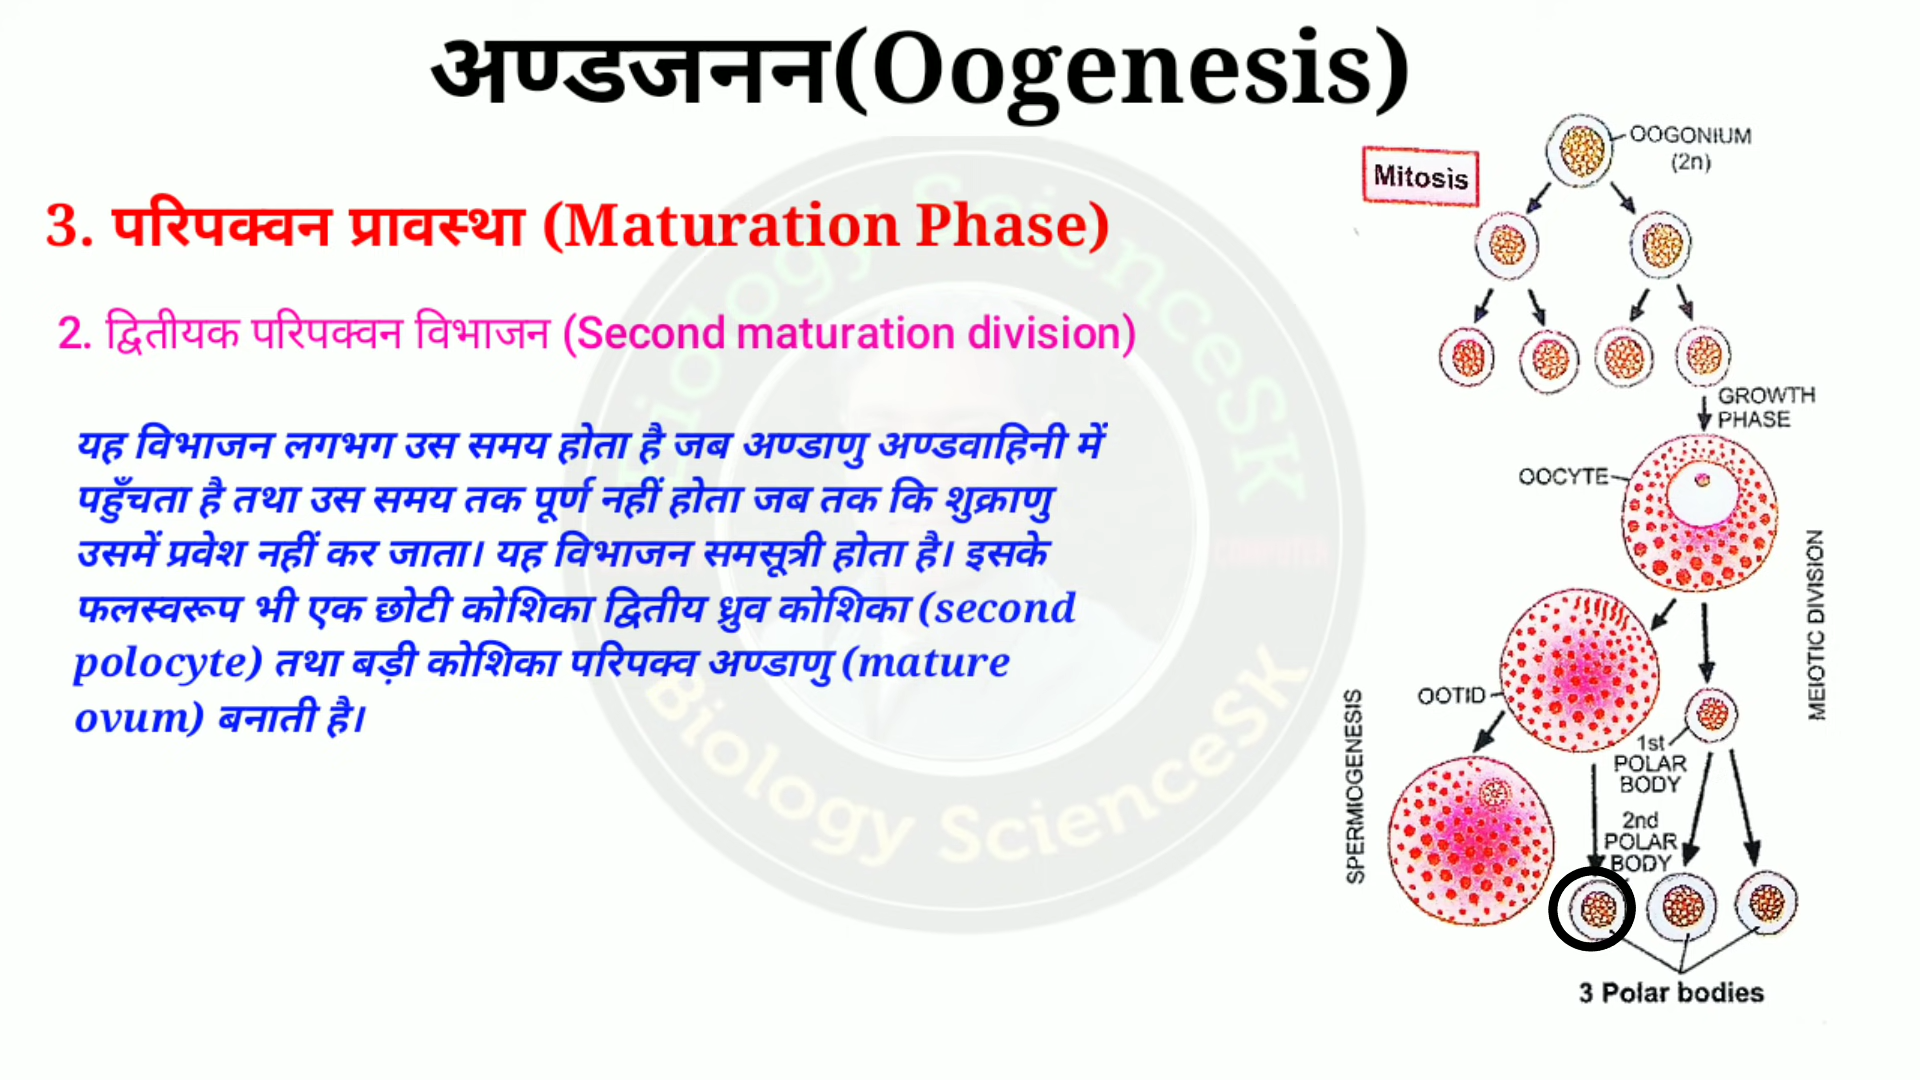 अण्डजनन(Oogenesis)
3. परिपक्वन प्रावस्था (Maturation Phase)
2. द्वितीयक परिपक्वन विभाजन (Second maturation division)
यह विभाजन लगभग उस समय होता है जब अण्डाणु अण्डवाहिनी में
पहुँचता है तथा उस समय तक पूर्ण नहीं होता जब तक कि शुक्राणु
उसमें प्रवेश नहीं कर जाता। यह विभाजन समसूत्री होता है। इसके
फलस्वरूप भी एक छोटी कोशिका द्वितीय ध्रुव कोशिका (second
polocyte) तथा बड़ी कोशिका परिपक्व अण्डाणु (mature
ovum) बनाती है।
Mitosis
OOGONIUM
(2n)
GROWTH
PHASE
OOCYTE
MEIOTIC DIVISION
OOTID
1st
POLAR
BODY
SPERMIOGENESIS
2nd
POLAR
BODY
3 Polar bodies
Biology ScienceSK
Biology ScienceSK
COMPUTER